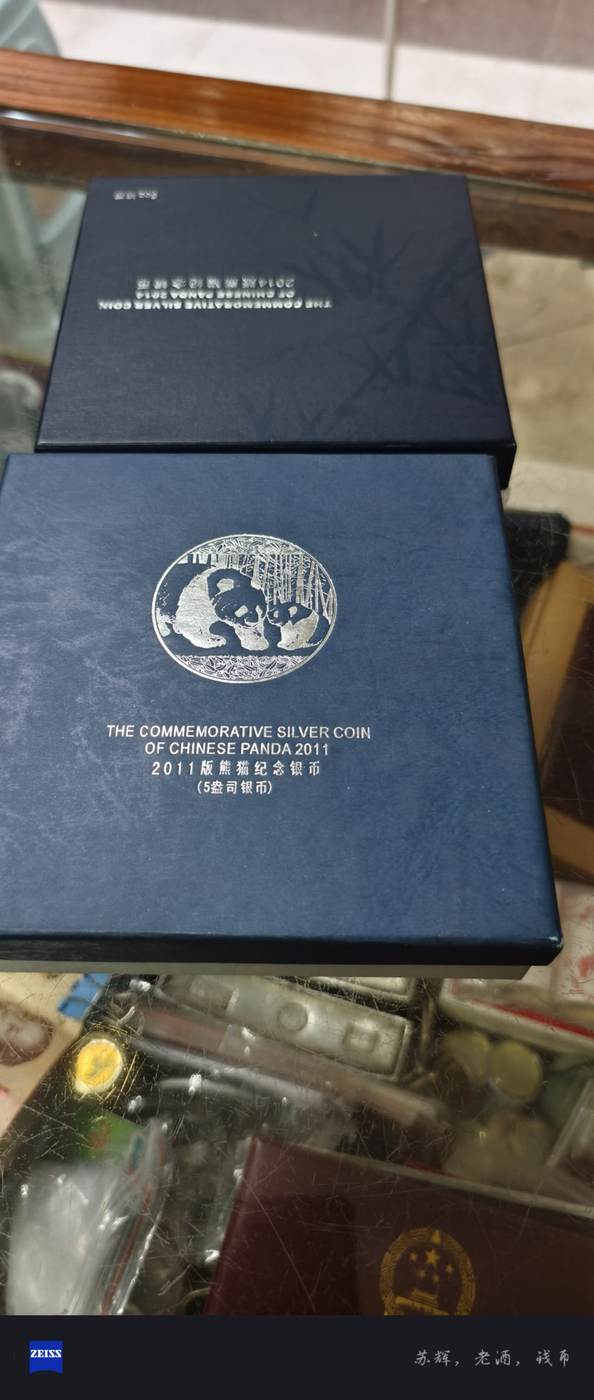 THE COMMEMORATIVE SILVER COIN
OF CHINESE PANDA 2014
2014版熊猫纪念银币
THE COMMEMORATIVE SILVER COIN
OF CHINESE PANDA 2011
2011版熊猫纪念银币
(5盎司银币)
ZEISS
苏辉，老酒，钱币